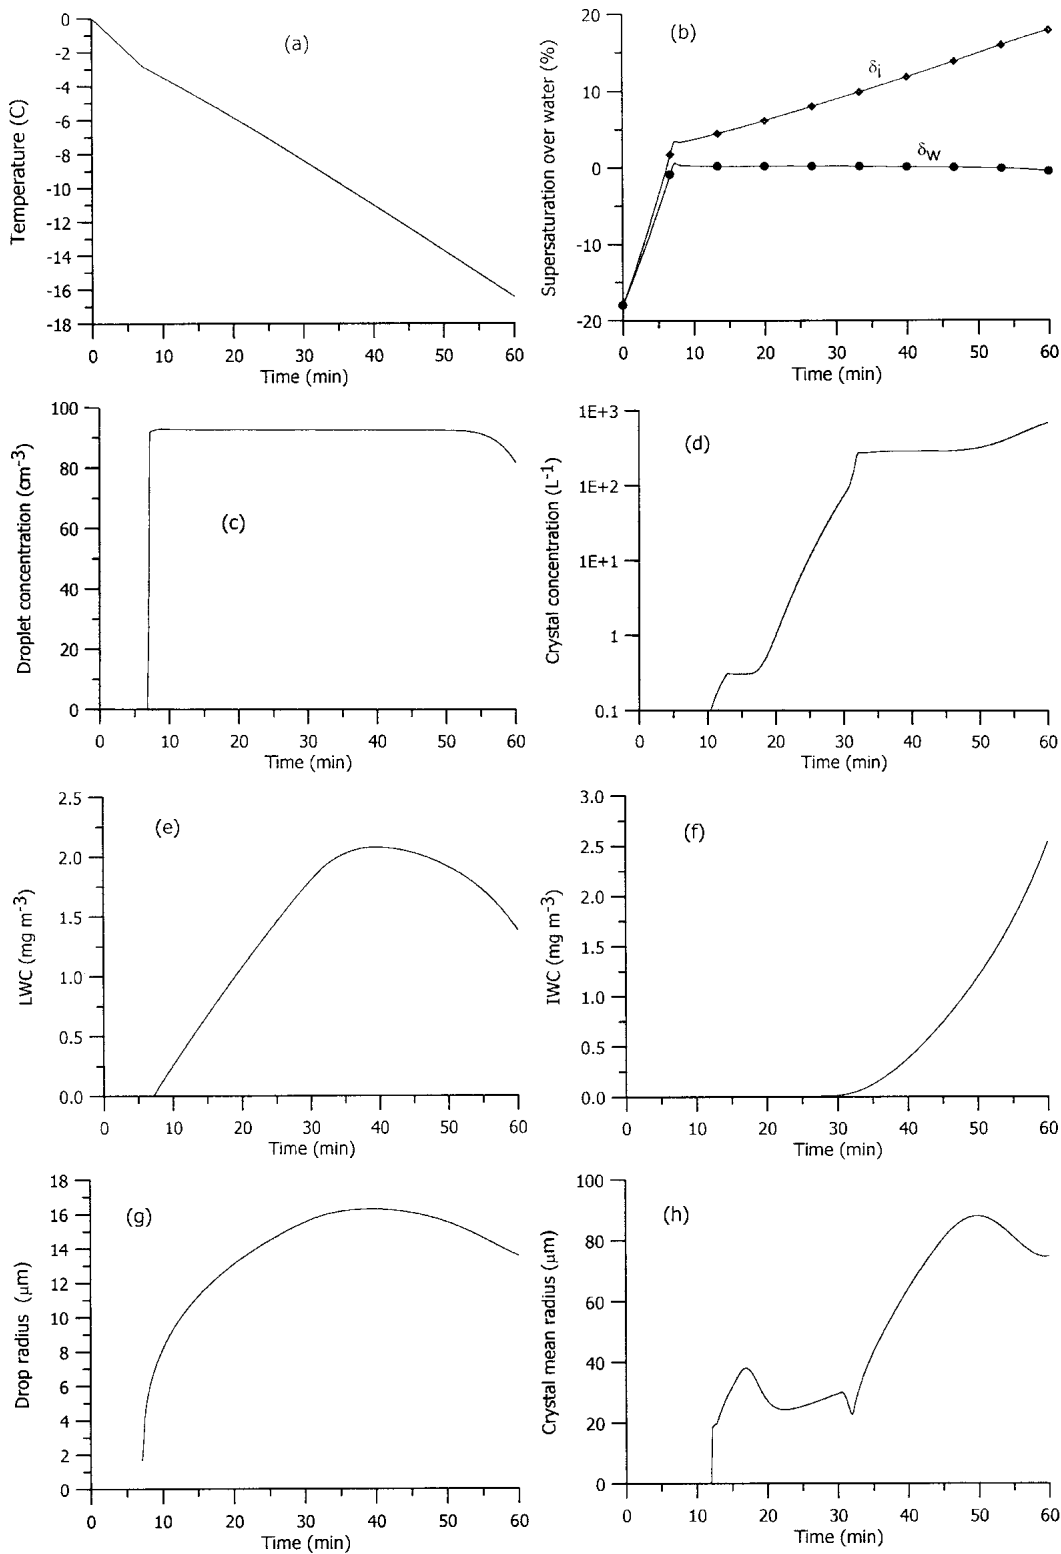 (a)
Temperature (C)
0
-2
-4
-6
-8
-10
-12
-14
-16
-18
0 10 20 30 40 50 60
Time (min)
(b)
Supersaturation over water (%)
20
10
0
-10
-20
δi
δw
0 10 20 30 40 50 60
Time (min)
(c)
Droplet concentration (cm-3)
100
80
60
40
20
0
0 10 20 30 40 50 60
Time (min)
(d)
Crystal concentration (L-1)
1E+3
1E+2
1E+1
1
0.1
0 10 20 30 40 50 60
Time (min)
(e)
LWC (mg m-3)
2.5
2.0
1.5
1.0
0.5
0.0
0 10 20 30 40 50 60
Time (min)
(f)
IWC (mg m-3)
3.0
2.5
2.0
1.5
1.0
0.5
0.0
0 10 20 30 40 50 60
Time (min)
(g)
Drop radius (μm)
18
16
14
12
10
8
6
4
2
0
0 10 20 30 40 50 60
Time (min)
(h)
Crystal mean radius (μm)
100
80
60
40
20
0
0 10 20 30 40 50 60
Time (min)